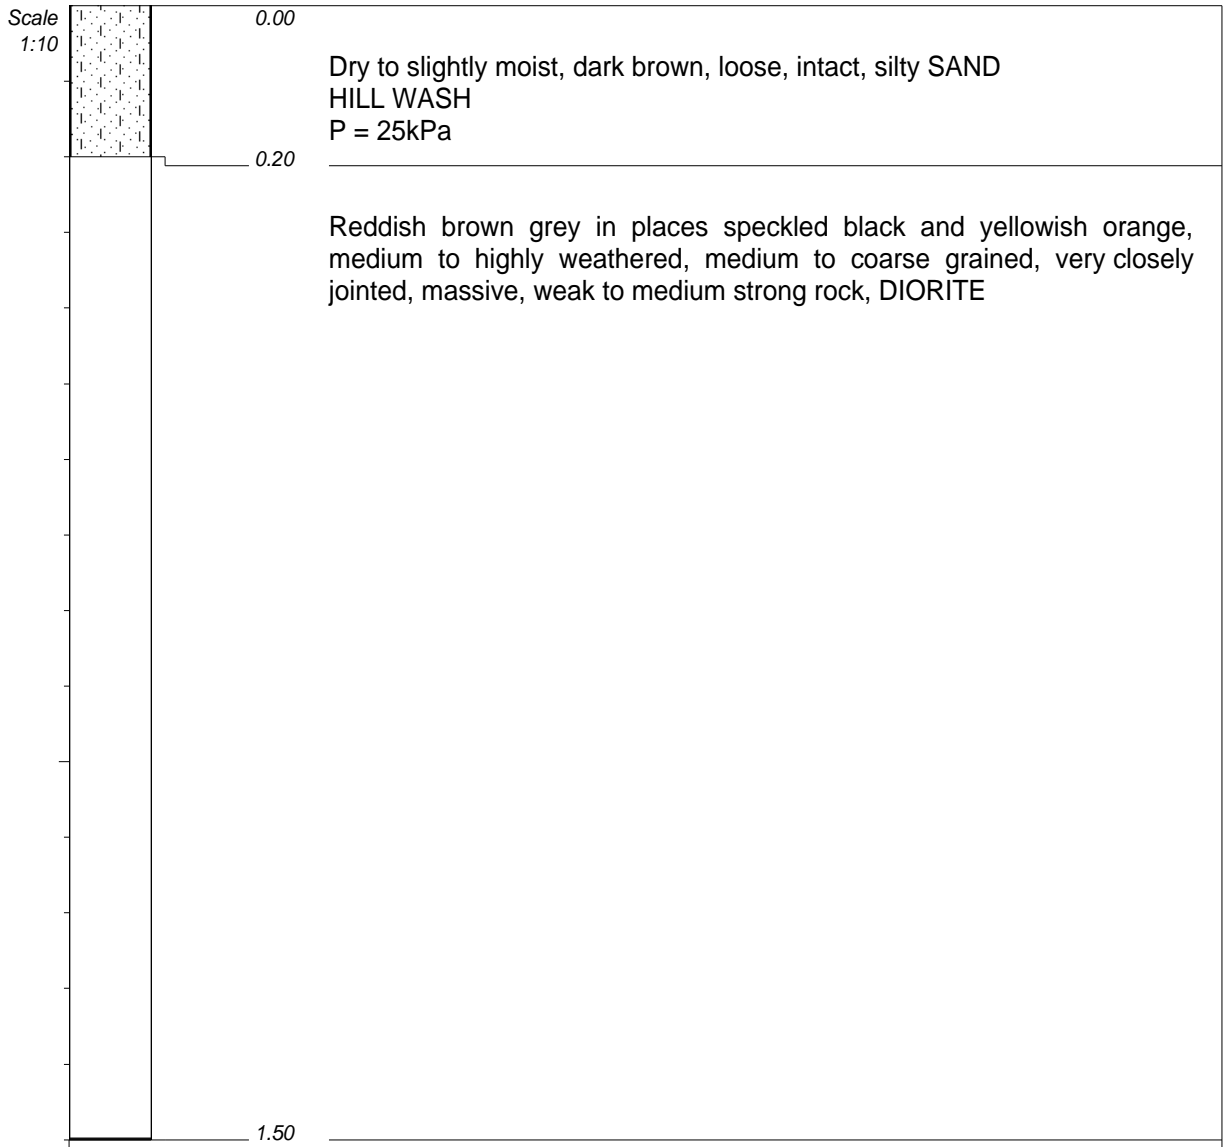 Scale
1:10
0.00
Dry to slightly moist, dark brown, loose, intact, silty SAND
HILL WASH
P = 25kPa
0.20
Reddish brown grey in places speckled black and yellowish orange,
medium to highly weathered, medium to coarse grained, very closely
jointed, massive, weak to medium strong rock, DIORITE
1.50